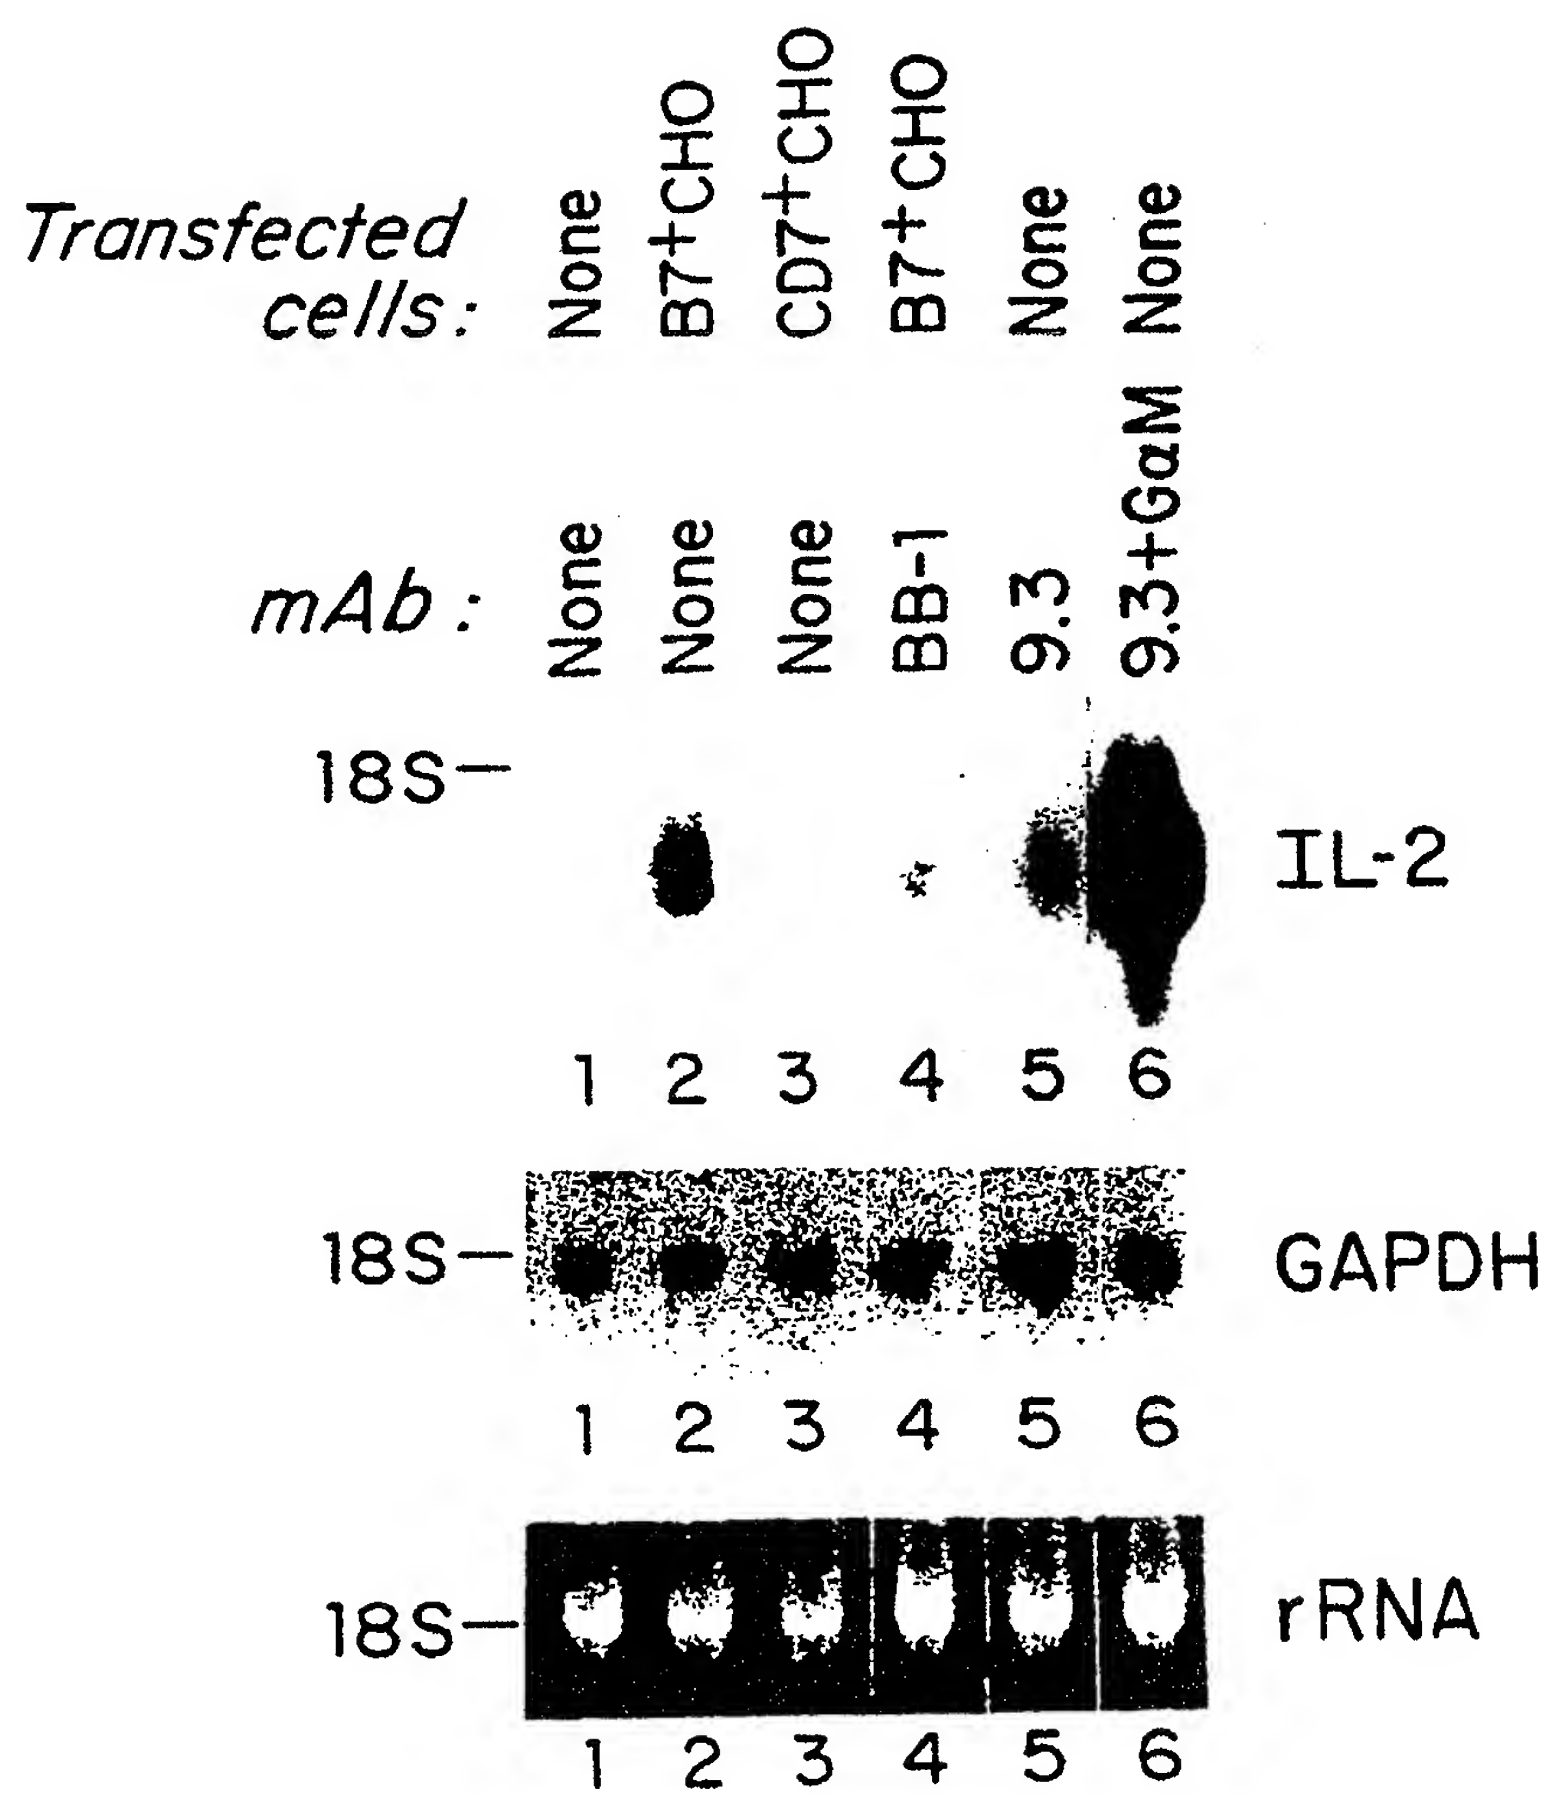 Transfected cells: None B7+CHO CD7+CHO B7+CHO None None
mAb: None None None BB-1 9.3 9.3+GαM
18S— IL-2
1 2 3 4 5 6
18S— GAPDH
1 2 3 4 5 6
18S— rRNA
1 2 3 4 5 6